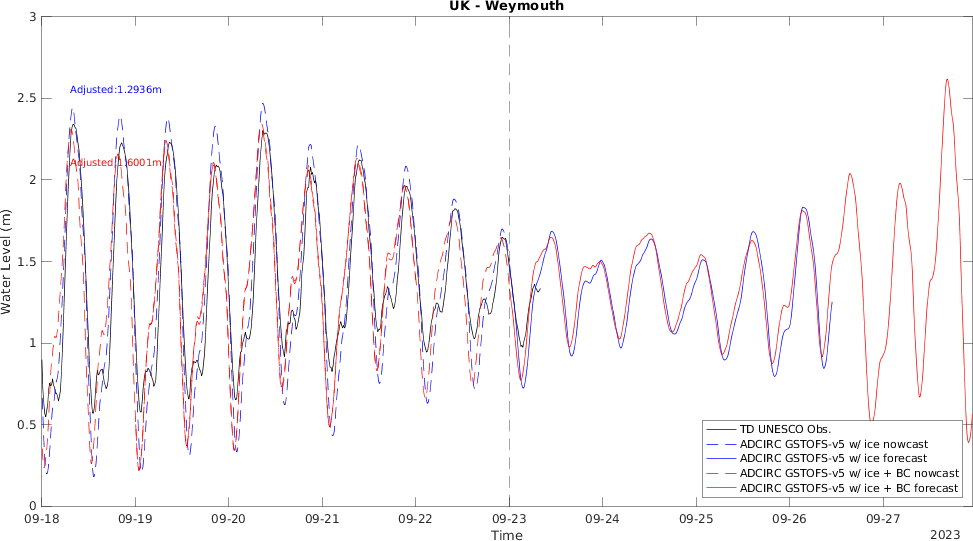 UK - Weymouth
3
2.5
2
1.5
1
0.5
0
Water Level (m)
Adjusted:1.2936m
Adjusted:1.6001m
TD UNESCO Obs.
ADCIRC GSTOFS-v5 w/ ice nowcast
ADCIRC GSTOFS-v5 w/ ice forecast
ADCIRC GSTOFS-v5 w/ ice + BC nowcast
ADCIRC GSTOFS-v5 w/ ice + BC forecast
09-18 09-19 09-20 09-21 09-22 09-23 09-24 09-25 09-26 09-27
Time
2023